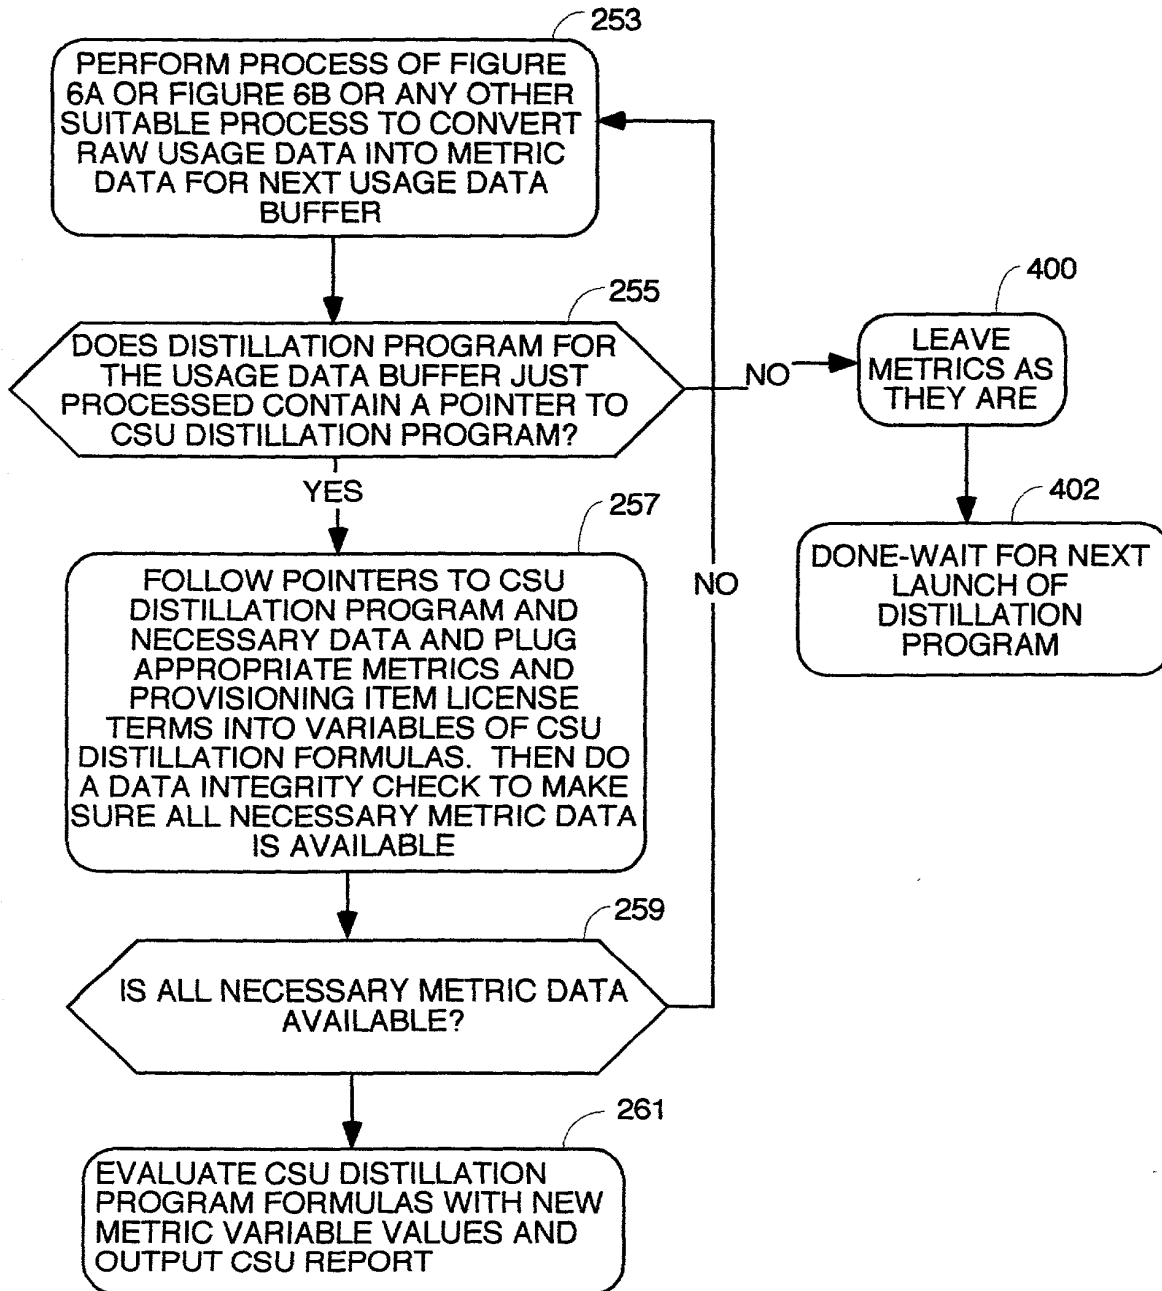 253
PERFORM PROCESS OF FIGURE
6A OR FIGURE 6B OR ANY OTHER
SUITABLE PROCESS TO CONVERT
RAW USAGE DATA INTO METRIC
DATA FOR NEXT USAGE DATA
BUFFER
255
DOES DISTILLATION PROGRAM FOR
THE USAGE DATA BUFFER JUST
PROCESSED CONTAIN A POINTER TO
CSU DISTILLATION PROGRAM?
NO
400
LEAVE
METRICS AS
THEY ARE
402
DONE-WAIT FOR NEXT
LAUNCH OF
DISTILLATION
PROGRAM
YES
257
FOLLOW POINTERS TO CSU
DISTILLATION PROGRAM AND
NECESSARY DATA AND PLUG
APPROPRIATE METRICS AND
PROVISIONING ITEM LICENSE
TERMS INTO VARIABLES OF CSU
DISTILLATION FORMULAS. THEN DO
A DATA INTEGRITY CHECK TO MAKE
SURE ALL NECESSARY METRIC DATA
IS AVAILABLE
NO
259
IS ALL NECESSARY METRIC DATA
AVAILABLE?
261
EVALUATE CSU DISTILLATION
PROGRAM FORMULAS WITH NEW
METRIC VARIABLE VALUES AND
OUTPUT CSU REPORT